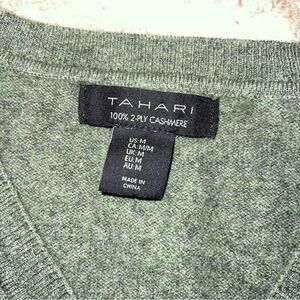 TAHARI
100% 2-PLY CASHMERE
US:M
CA:M/M
UK:M
EU:M
AU:M
MADE IN
CHINA